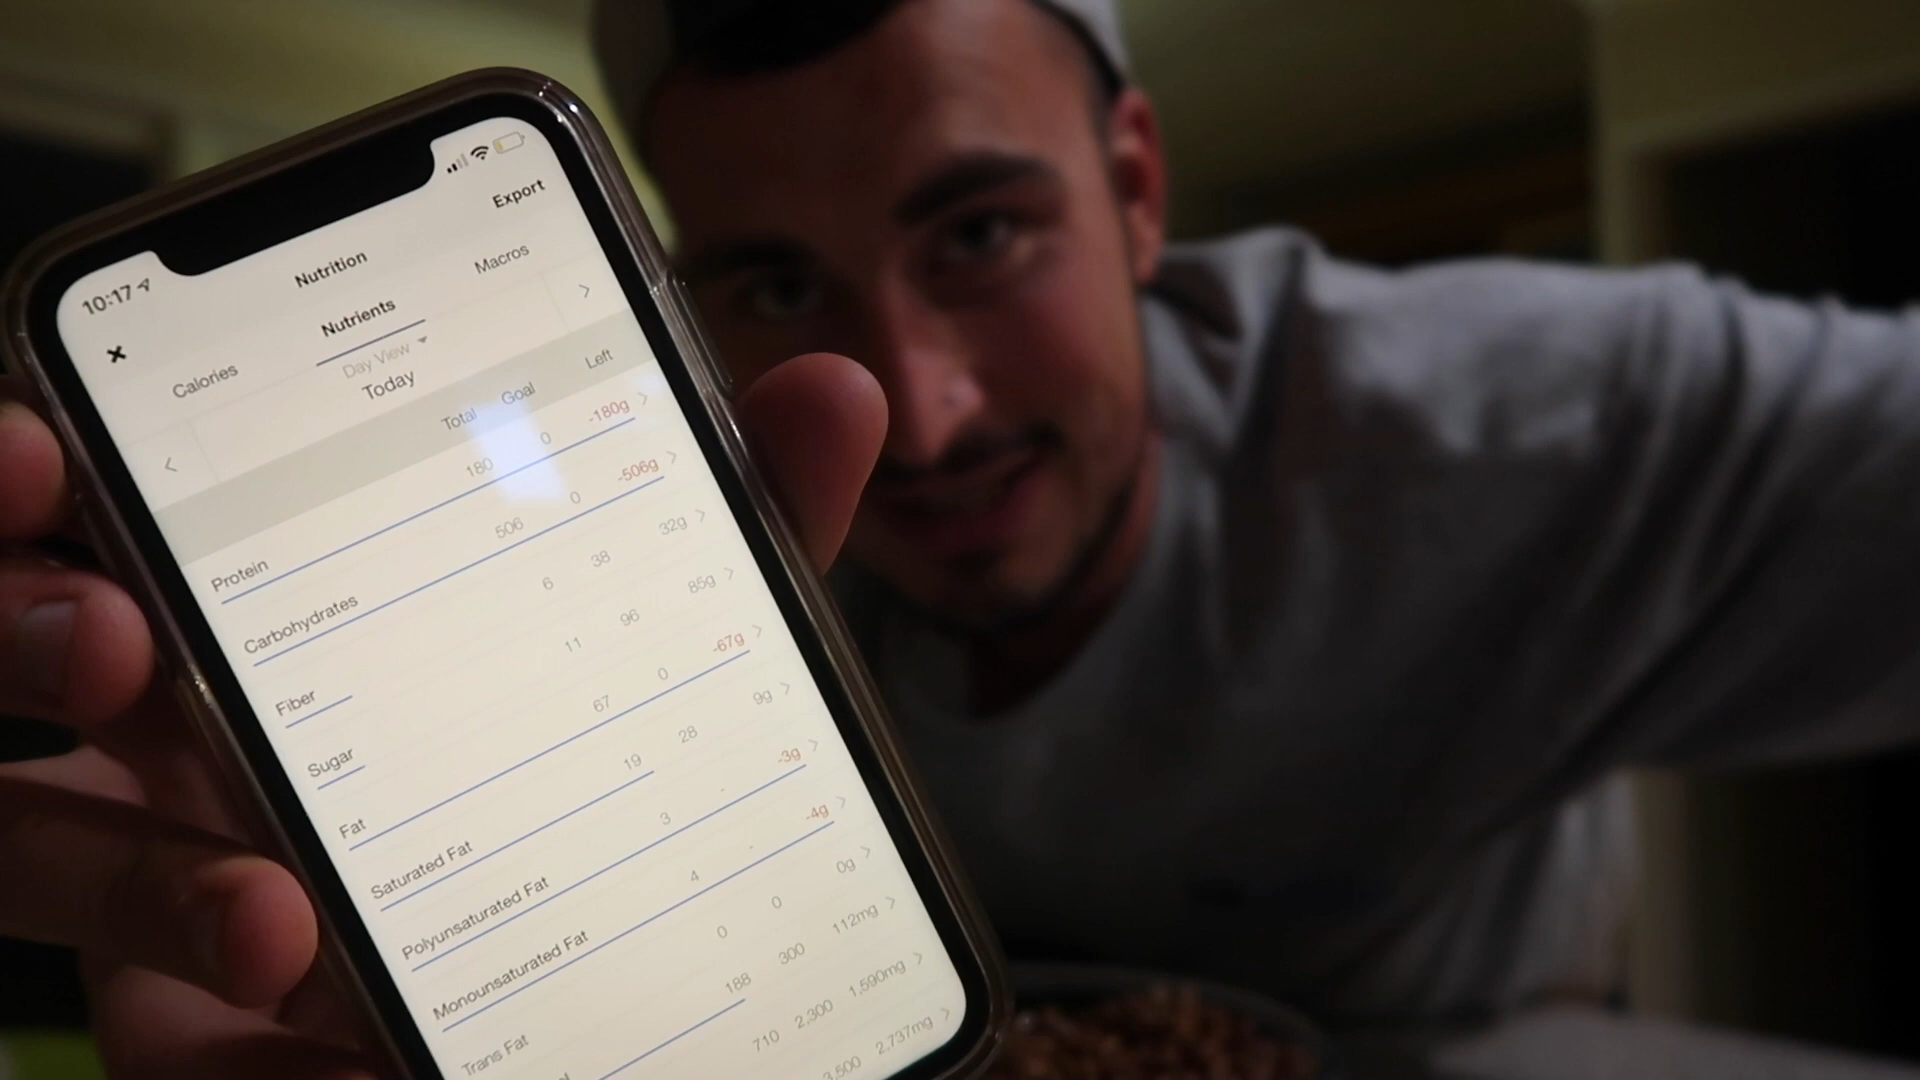 10:17
Export
× Nutrition
Calories Nutrients Macros
Day View
Today
Total Goal Left
Protein 180 0 -180g
Carbohydrates 506 0 -506g
Fiber 6 38 32g
Sugar 11 96 85g
Fat 67 0 -67g
Saturated Fat 19 28 9g
Polyunsaturated Fat 3 - -3g
Monounsaturated Fat 4 - -4g
Trans Fat 0 0 0g
188 300 112mg
710 2,300 1,590mg
3,500 2,737mg